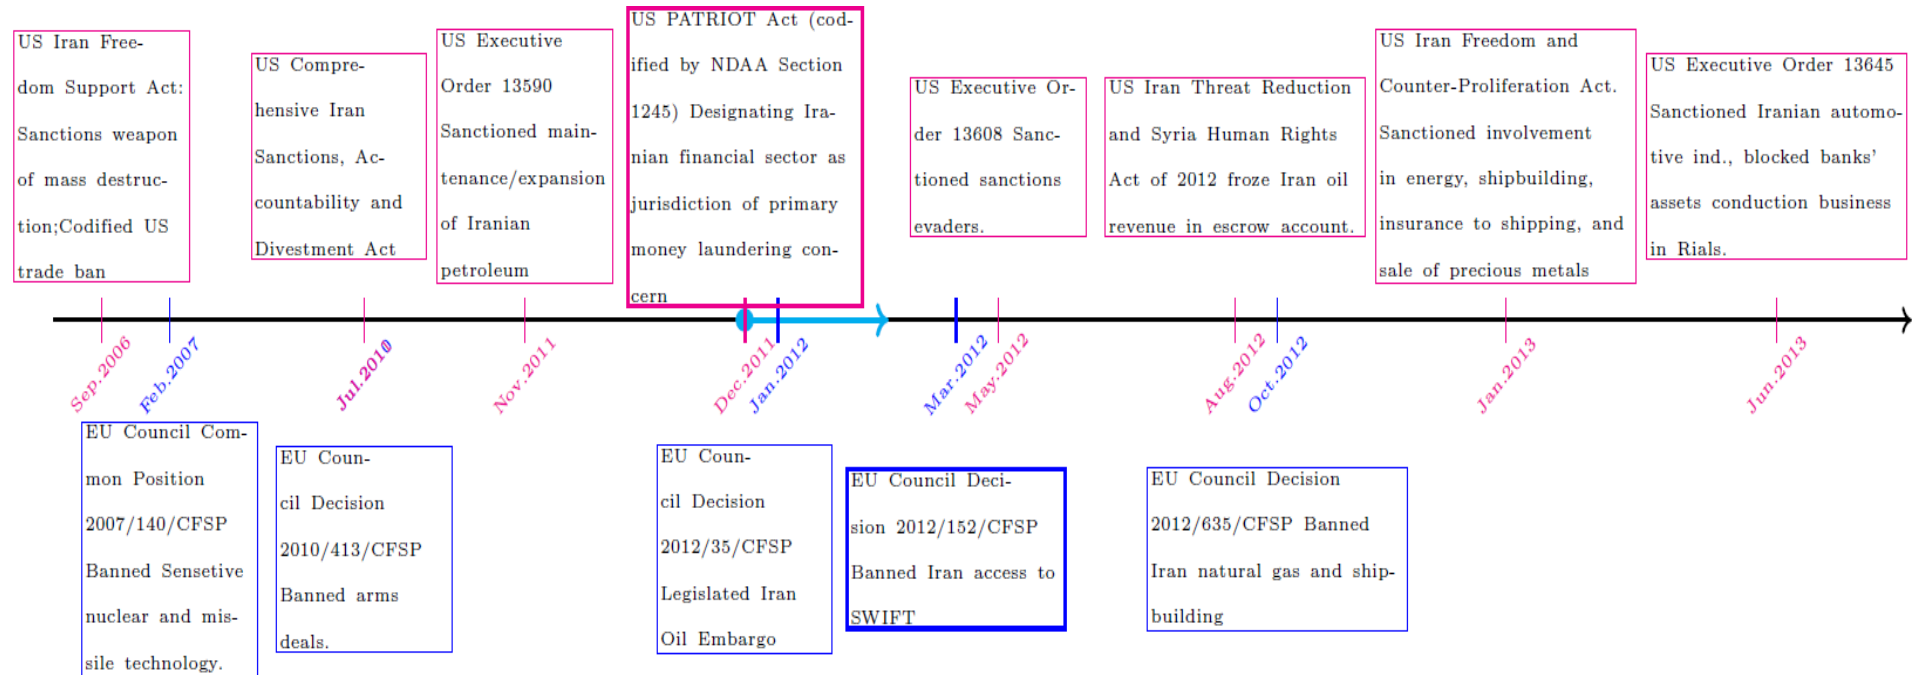 US Iran Free-
dom Support Act:
Sanctions weapon
of mass destruc-
tion;Codified US
trade ban
US Compre-
hensive Iran
Sanctions, Ac-
countability and
Divestment Act
US Executive
Order 13590
Sanctioned main-
tenance/expansion
of Iranian
petroleum
US PATRIOT Act (cod-
ified by NDAA Section
1245) Designating Ira-
nian financial sector as
jurisdiction of primary
money laundering con-
cern
US Executive Or-
der 13608 Sanc-
tioned sanctions
evaders.
US Iran Threat Reduction
and Syria Human Rights
Act of 2012 froze Iran oil
revenue in escrow account.
US Iran Freedom and
Counter-Proliferation Act.
Sanctioned involvement
in energy, shipbuilding,
insurance to shipping, and
sale of precious metals
US Executive Order 13645
Sanctioned Iranian automo-
tive ind., blocked banks'
assets conduction business
in Rials.
Sep.2006
Feb.2007
Jul.2010
Nov.2011
Dec.2011
Jan.2012
Mar.2012
May.2012
Aug.2012
Oct.2012
Jan.2013
Jun.2013
EU Council Com-
mon Position
2007/140/CFSP
Banned Sensetive
nuclear and mis-
sile technology.
EU Coun-
cil Decision
2010/413/CFSP
Banned arms
deals.
EU Coun-
cil Decision
2012/35/CFSP
Legislated Iran
Oil Embargo
EU Council Deci-
sion 2012/152/CFSP
Banned Iran access to
SWIFT
EU Council Decision
2012/635/CFSP Banned
Iran natural gas and ship-
building